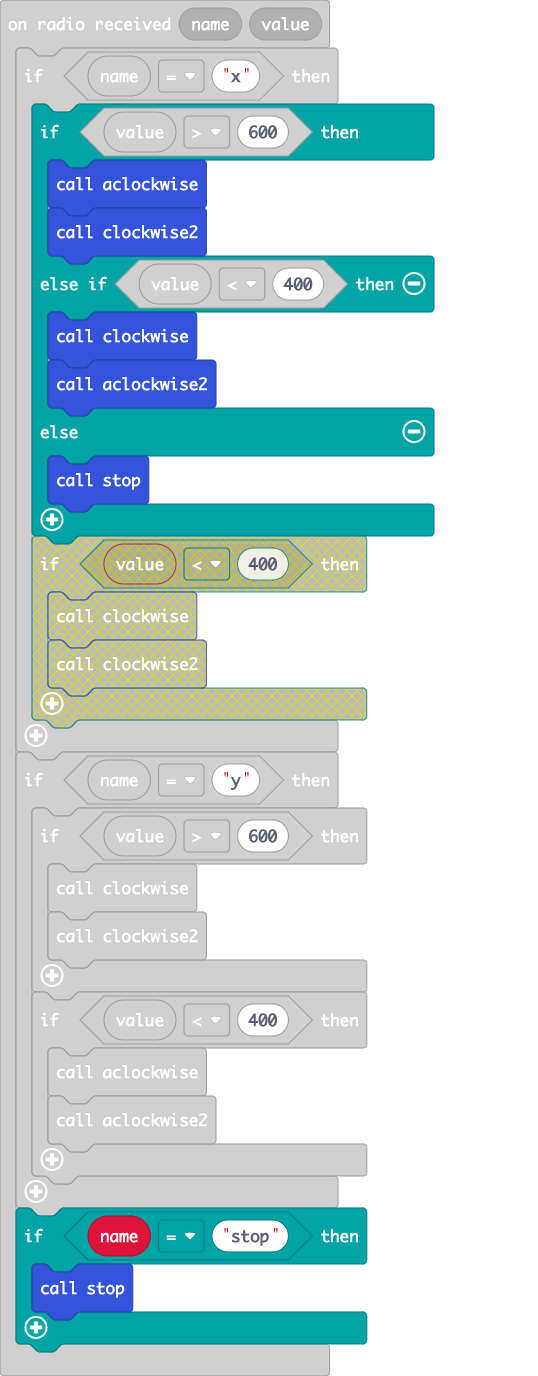 on radio received name value
if name = "x" then
if value > 600 then
call aclockwise
call clockwise2
else if value < 400 then
call clockwise
call aclockwise2
else
call stop
if value < 400 then
call clockwise
call clockwise2
if name = "y" then
if value > 600 then
call clockwise
call clockwise2
if value < 400 then
call aclockwise
call aclockwise2
if name = "stop" then
call stop